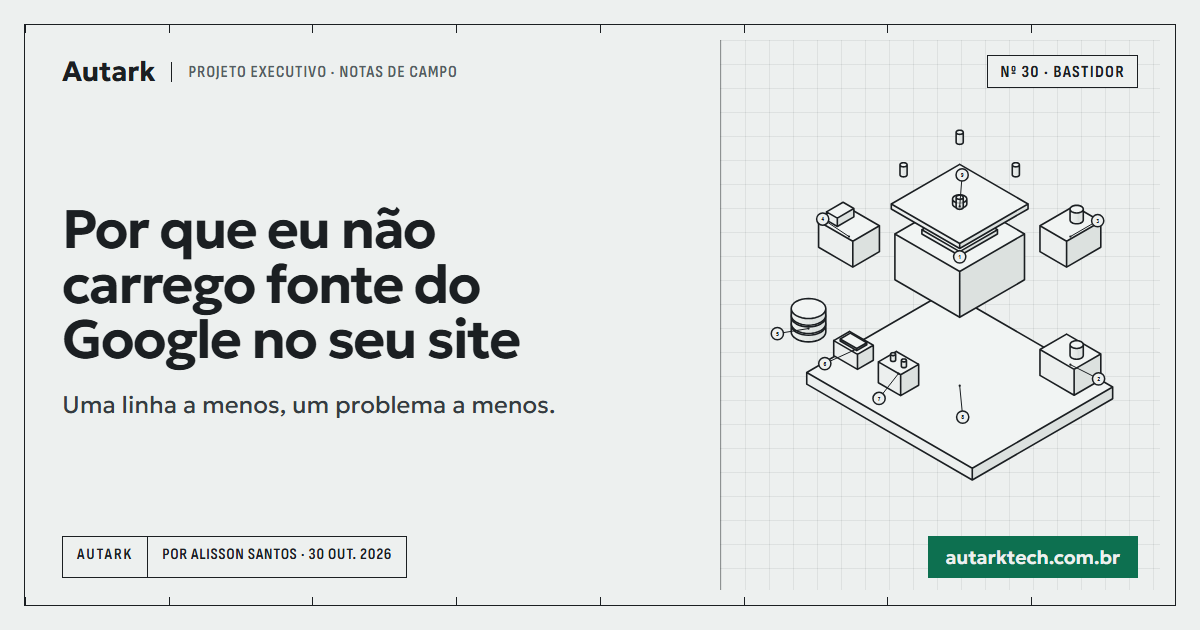 Autark
PROJETO EXECUTIVO · NOTAS DE CAMPO
Nº 30 · BASTIDOR
Por que eu não
carrego fonte do
Google no seu site
Uma linha a menos, um problema a menos.
AUTARK
POR ALISSON SANTOS · 30 OUT. 2026
autarktech.com.br